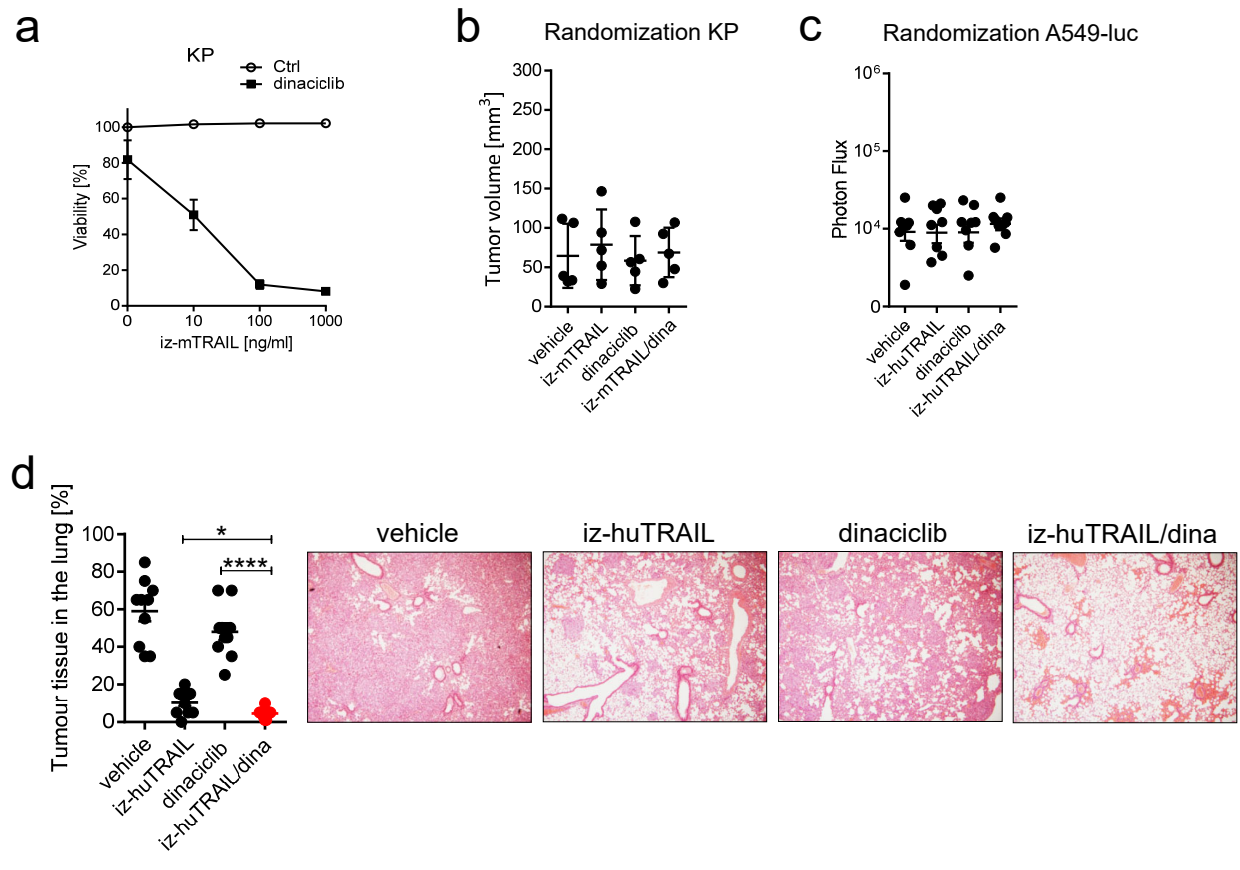 a
KP
Ctrl
dinaciclib
Viability [%]
100
80
60
40
20
0
0 10 100 1000
iz-mTRAIL [ng/ml]
b
Randomization KP
Tumor volume [mm³]
300
250
200
150
100
50
0
vehicle
iz-mTRAIL
dinaciclib
iz-mTRAIL/dina
c
Randomization A549-luc
Photon Flux
10⁶
10⁵
10⁴
0
vehicle
iz-huTRAIL
dinaciclib
iz-huTRAIL/dina
d
Tumour tissue in the lung [%]
100
80
60
40
20
0
*
****
vehicle
iz-huTRAIL
dinaciclib
iz-huTRAIL/dina
vehicle
iz-huTRAIL
dinaciclib
iz-huTRAIL/dina